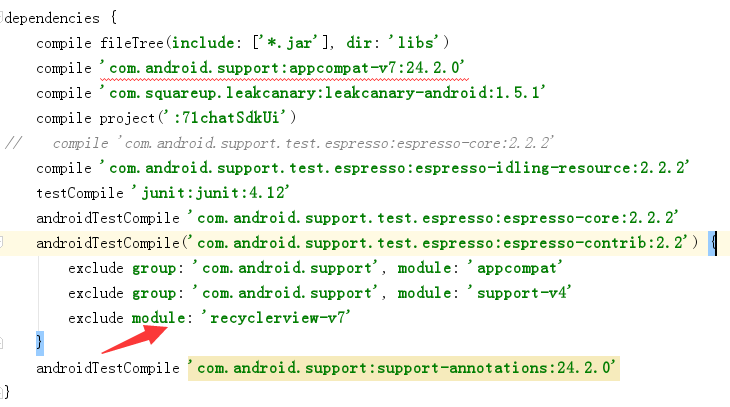 dependencies {
    compile fileTree(include: ['*.jar'], dir: 'libs')
    compile 'com.android.support:appcompat-v7:24.2.0'
    compile 'com.squareup.leakcanary:leakcanary-android:1.5.1'
    compile project(':71chatSdkUi')
//    compile 'com.android.support.test.espresso:espresso-core:2.2.2'
    compile 'com.android.support.test.espresso:espresso-idling-resource:2.2.2'
    testCompile 'junit:junit:4.12'
    androidTestCompile 'com.android.support.test.espresso:espresso-core:2.2.2'
    androidTestCompile('com.android.support.test.espresso:espresso-contrib:2.2') {
        exclude group: 'com.android.support', module: 'appcompat'
        exclude group: 'com.android.support', module: 'support-v4'
        exclude module: 'recyclerview-v7'
    }
    androidTestCompile 'com.android.support:support-annotations:24.2.0'
}